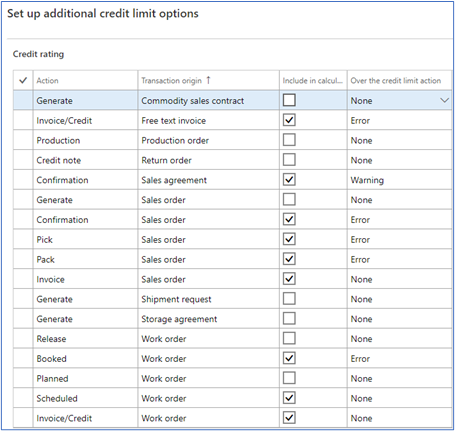 Set up additional credit limit options
Credit rating
Action Transaction origin ↑ Include in calcul... Over the credit limit action
Generate Commodity sales contract None
Invoice/Credit Free text invoice Error
Production Production order None
Credit note Return order None
Confirmation Sales agreement Warning
Generate Sales order None
Confirmation Sales order Error
Pick Sales order Error
Pack Sales order Error
Invoice Sales order None
Generate Shipment request None
Generate Storage agreement None
Release Work order None
Booked Work order Error
Planned Work order None
Scheduled Work order None
Invoice/Credit Work order None